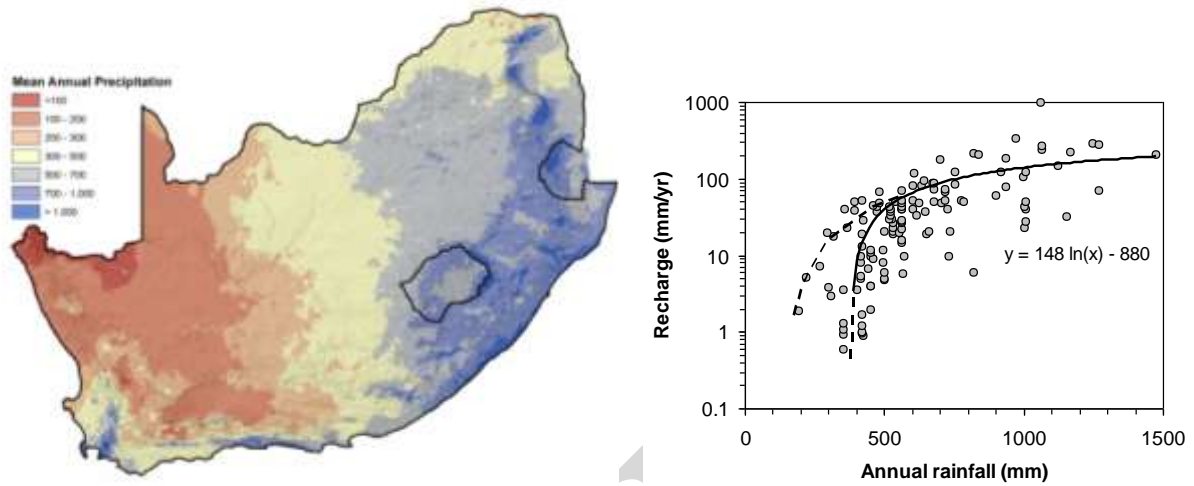 Mean Annual Precipitation
<100
100 - 200
200 - 300
300 - 500
500 - 700
700 - 1.000
> 1.000
1000
100
10
1
0.1
Recharge (mm/yr)
y = 148 ln(x) - 880
0
500
1000
1500
Annual rainfall (mm)